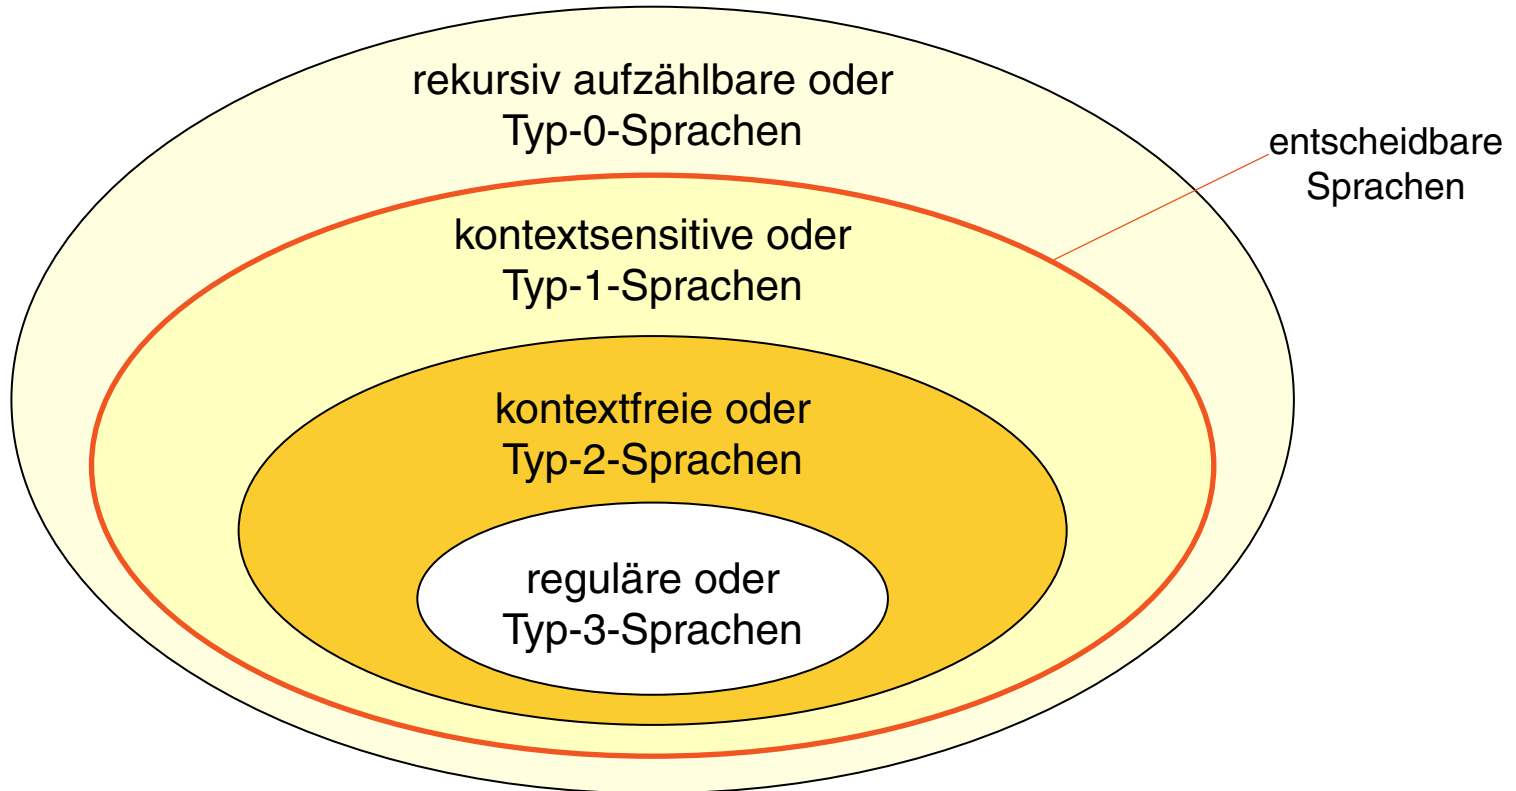 rekursiv aufzählbare oder
Typ-0-Sprachen
entscheidbare
Sprachen
kontextsensitive oder
Typ-1-Sprachen
kontextfreie oder
Typ-2-Sprachen
reguläre oder
Typ-3-Sprachen